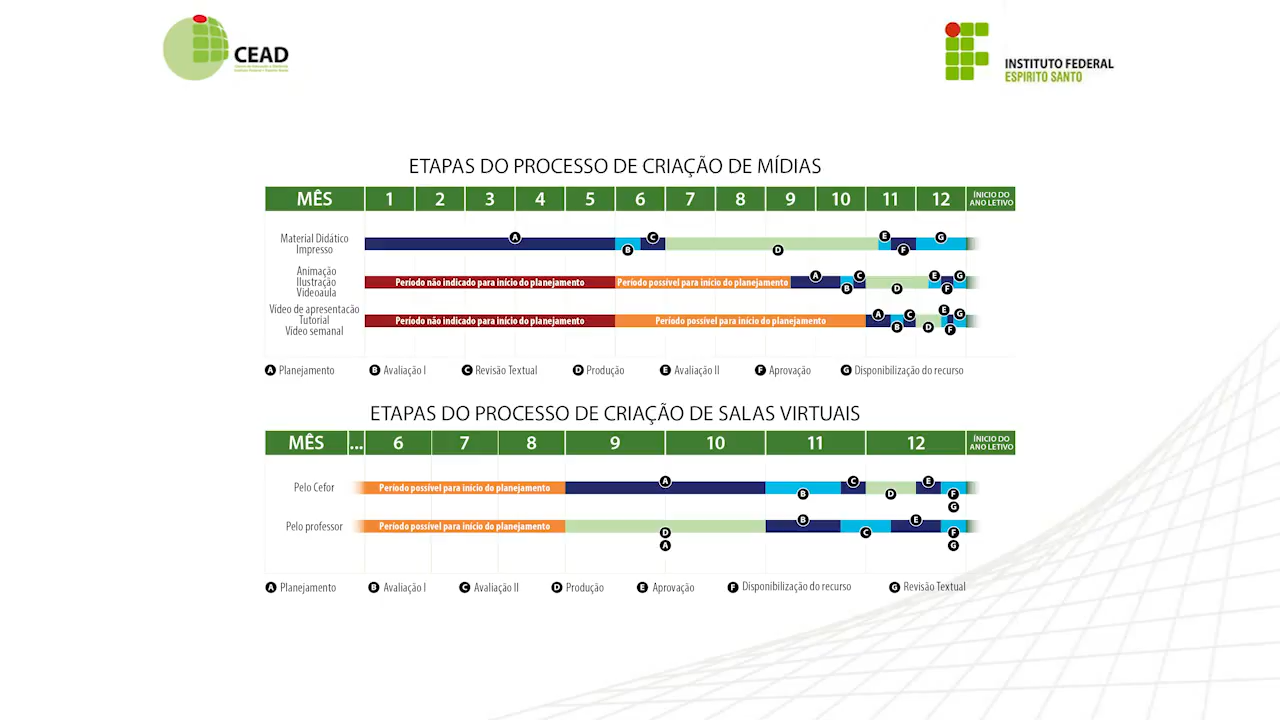 CEAD
INSTITUTO FEDERAL
ESPIRITO SANTO
ETAPAS DO PROCESSO DE CRIAÇÃO DE MÍDIAS
MÊS 1 2 3 4 5 6 7 8 9 10 11 12 ÍNICIO DO
ANO LETIVO
Material Didático
Impresso
A B C D E F G
Animação
Ilustração
Videoaula
Período não indicado para início do planejamento Período possível para início do planejamento A B C D E F G
Vídeo de apresentação
Tutorial
Vídeo semanal
Período não indicado para início do planejamento Período possível para início do planejamento A B C D E F G
A Planejamento B Avaliação I C Revisão Textual D Produção E Avaliação II F Aprovação G Disponibilização do recurso
ETAPAS DO PROCESSO DE CRIAÇÃO DE SALAS VIRTUAIS
MÊS ... 6 7 8 9 10 11 12 ÍNICIO DO
ANO LETIVO
Pelo Cefor Período possível para início do planejamento A B C D E F
G
Pelo professor Período possível para início do planejamento D B C E F
A G
A Planejamento B Avaliação I C Avaliação II D Produção E Aprovação F Disponibilização do recurso G Revisão Textual